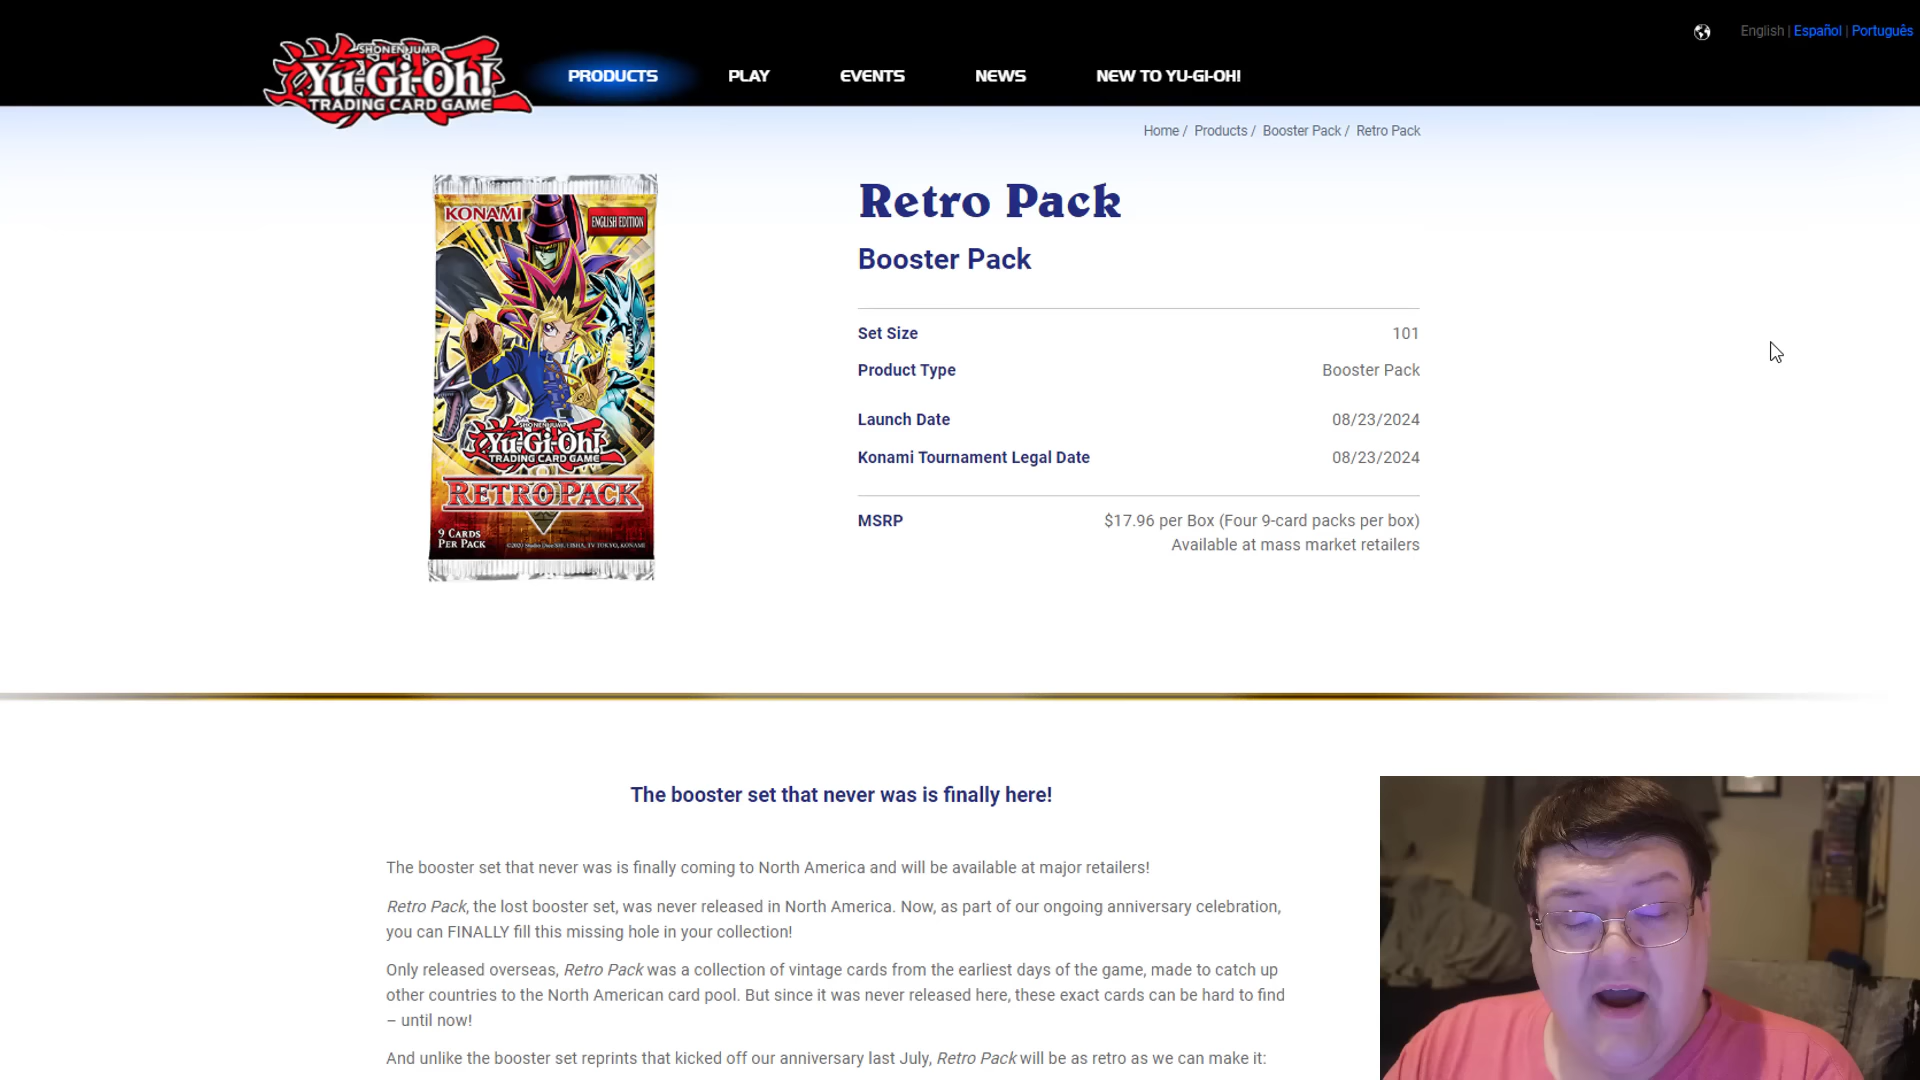 English | Español | Português
SHONEN JUMP
Yu-Gi-Oh!
TRADING CARD GAME
PRODUCTS
PLAY
EVENTS
NEWS
NEW TO YU-GI-OH!
Home / Products / Booster Pack / Retro Pack
KONAMI
ENGLISH EDITION
SHONEN JUMP
Yu-Gi-Oh!
TRADING CARD GAME
RETRO PACK
9 CARDS
PER PACK
Retro Pack
Booster Pack
Set Size 101
Product Type Booster Pack
Launch Date 08/23/2024
Konami Tournament Legal Date 08/23/2024
MSRP $17.96 per Box (Four 9-card packs per box)
Available at mass market retailers
The booster set that never was is finally here!
The booster set that never was is finally coming to North America and will be available at major retailers!
Retro Pack, the lost booster set, was never released in North America. Now, as part of our ongoing anniversary celebration,
you can FINALLY fill this missing hole in your collection!
Only released overseas, Retro Pack was a collection of vintage cards from the earliest days of the game, made to catch up
other countries to the North American card pool. But since it was never released here, these exact cards can be hard to find
– until now!
And unlike the booster set reprints that kicked off our anniversary last July, Retro Pack will be as retro as we can make it: